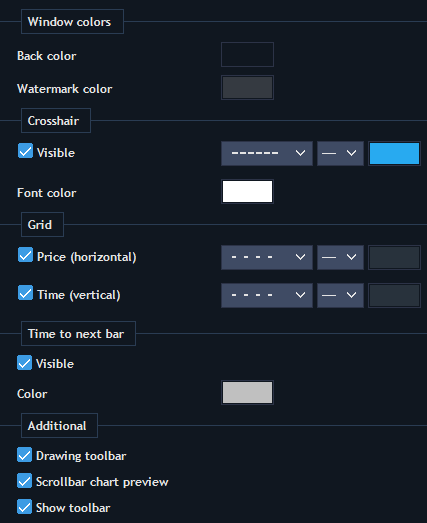 Window colors
Back color
Watermark color
Crosshair
Visible
Font color
Grid
Price (horizontal)
Time (vertical)
Time to next bar
Visible
Color
Additional
Drawing toolbar
Scrollbar chart preview
Show toolbar